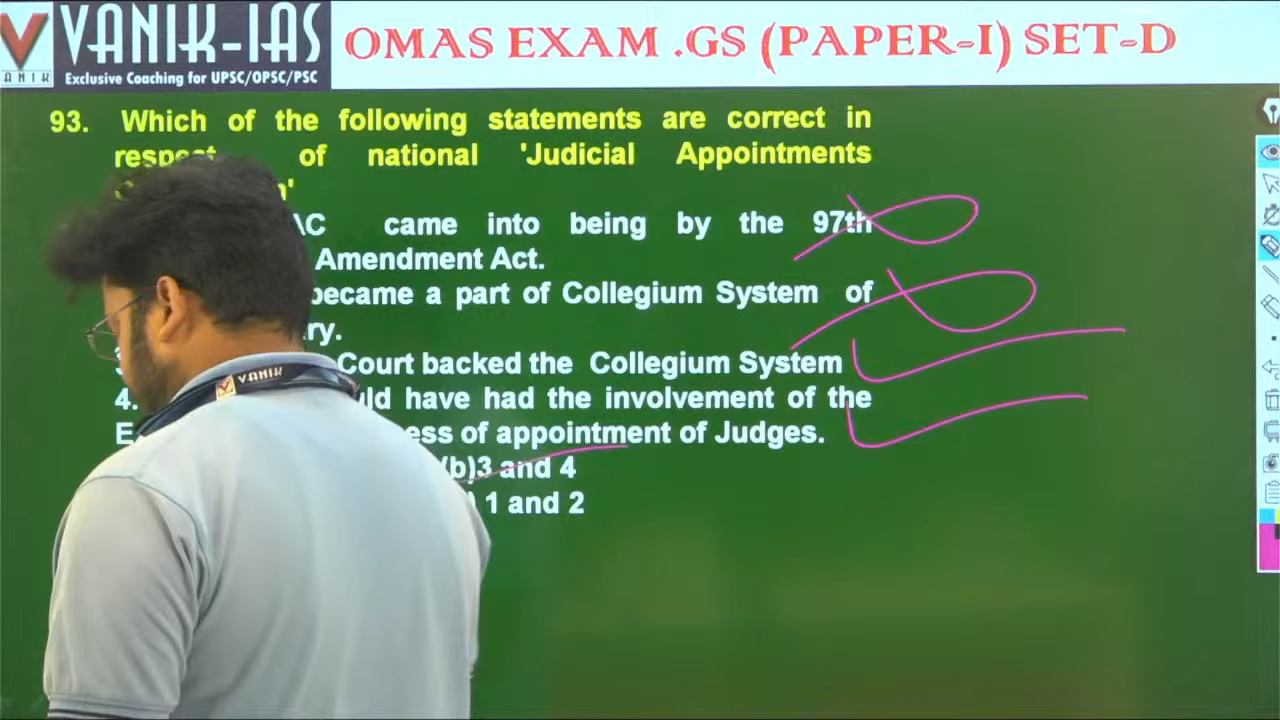 VANIK-IAS
VANIK
Exclusive Coaching for UPSC/OPSC/PSC
OMAS EXAM .GS (PAPER-I) SET-D
93. Which of the following statements are correct in
of national 'Judicial Appointments
came into being by the 97th
Amendment Act.
became a part of Collegium System of
Court backed the Collegium System
4. have had the involvement of the
of appointment of Judges.
(b)3 and 4
1 and 2
VANIK